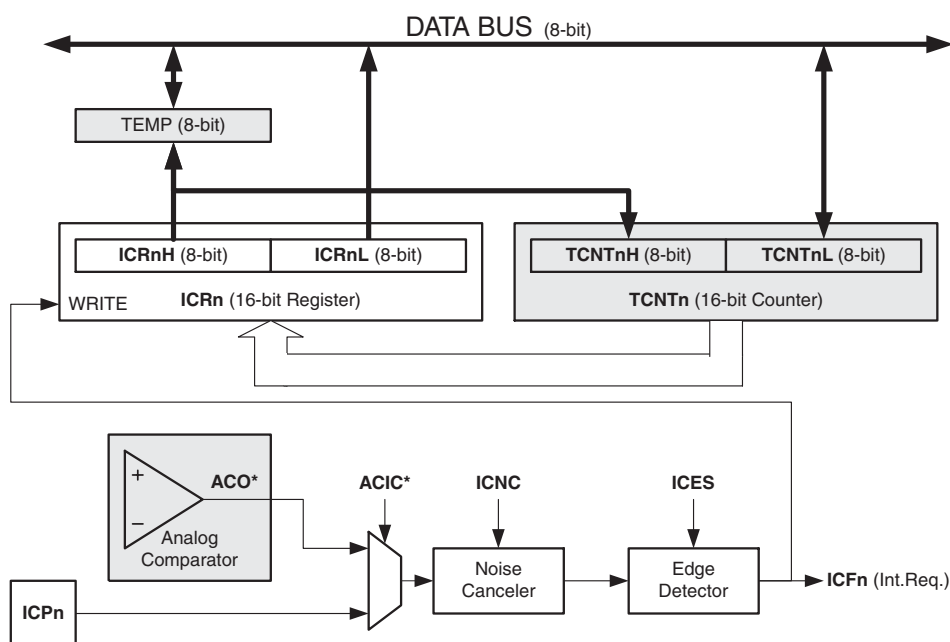 DATA BUS (8-bit)
TEMP (8-bit)
ICRnH (8-bit) ICRnL (8-bit) TCNTnH (8-bit) TCNTnL (8-bit)
WRITE ICRn (16-bit Register) TCNTn (16-bit Counter)
+
ACO* ACIC* ICNC ICES
−
Analog
Comparator
Noise
Canceler
Edge
Detector
ICFn (Int.Req.)
ICPn